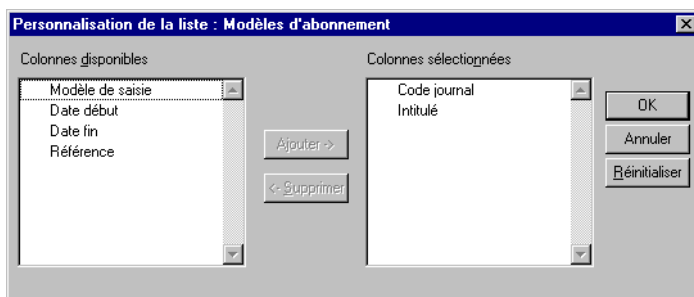 Personnalisation de la liste : Modèles d'abonnement
Colonnes disponibles
Modèle de saisie
Date début
Date fin
Référence
Ajouter ->
<- Supprimer
Colonnes sélectionnées
Code journal
Intitulé
OK
Annuler
Réinitialiser